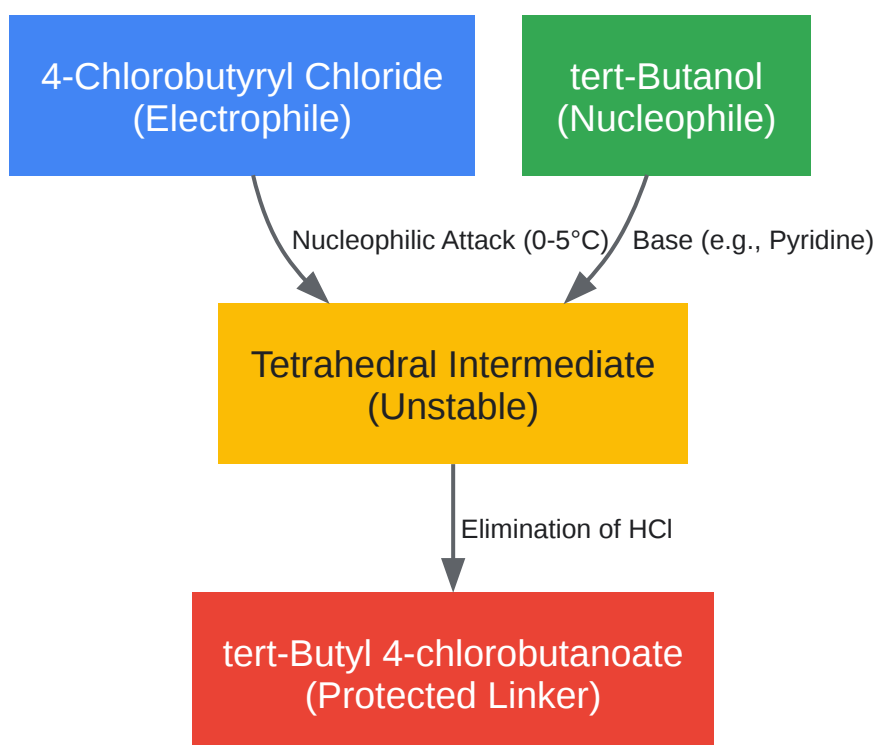 4-Chlorobutyryl Chloride
(Electrophile)
tert-Butanol
(Nucleophile)
Nucleophilic Attack (0-5°C)
Base (e.g., Pyridine)
Tetrahedral Intermediate
(Unstable)
Elimination of HCl
tert-Butyl 4-chlorobutanoate
(Protected Linker)